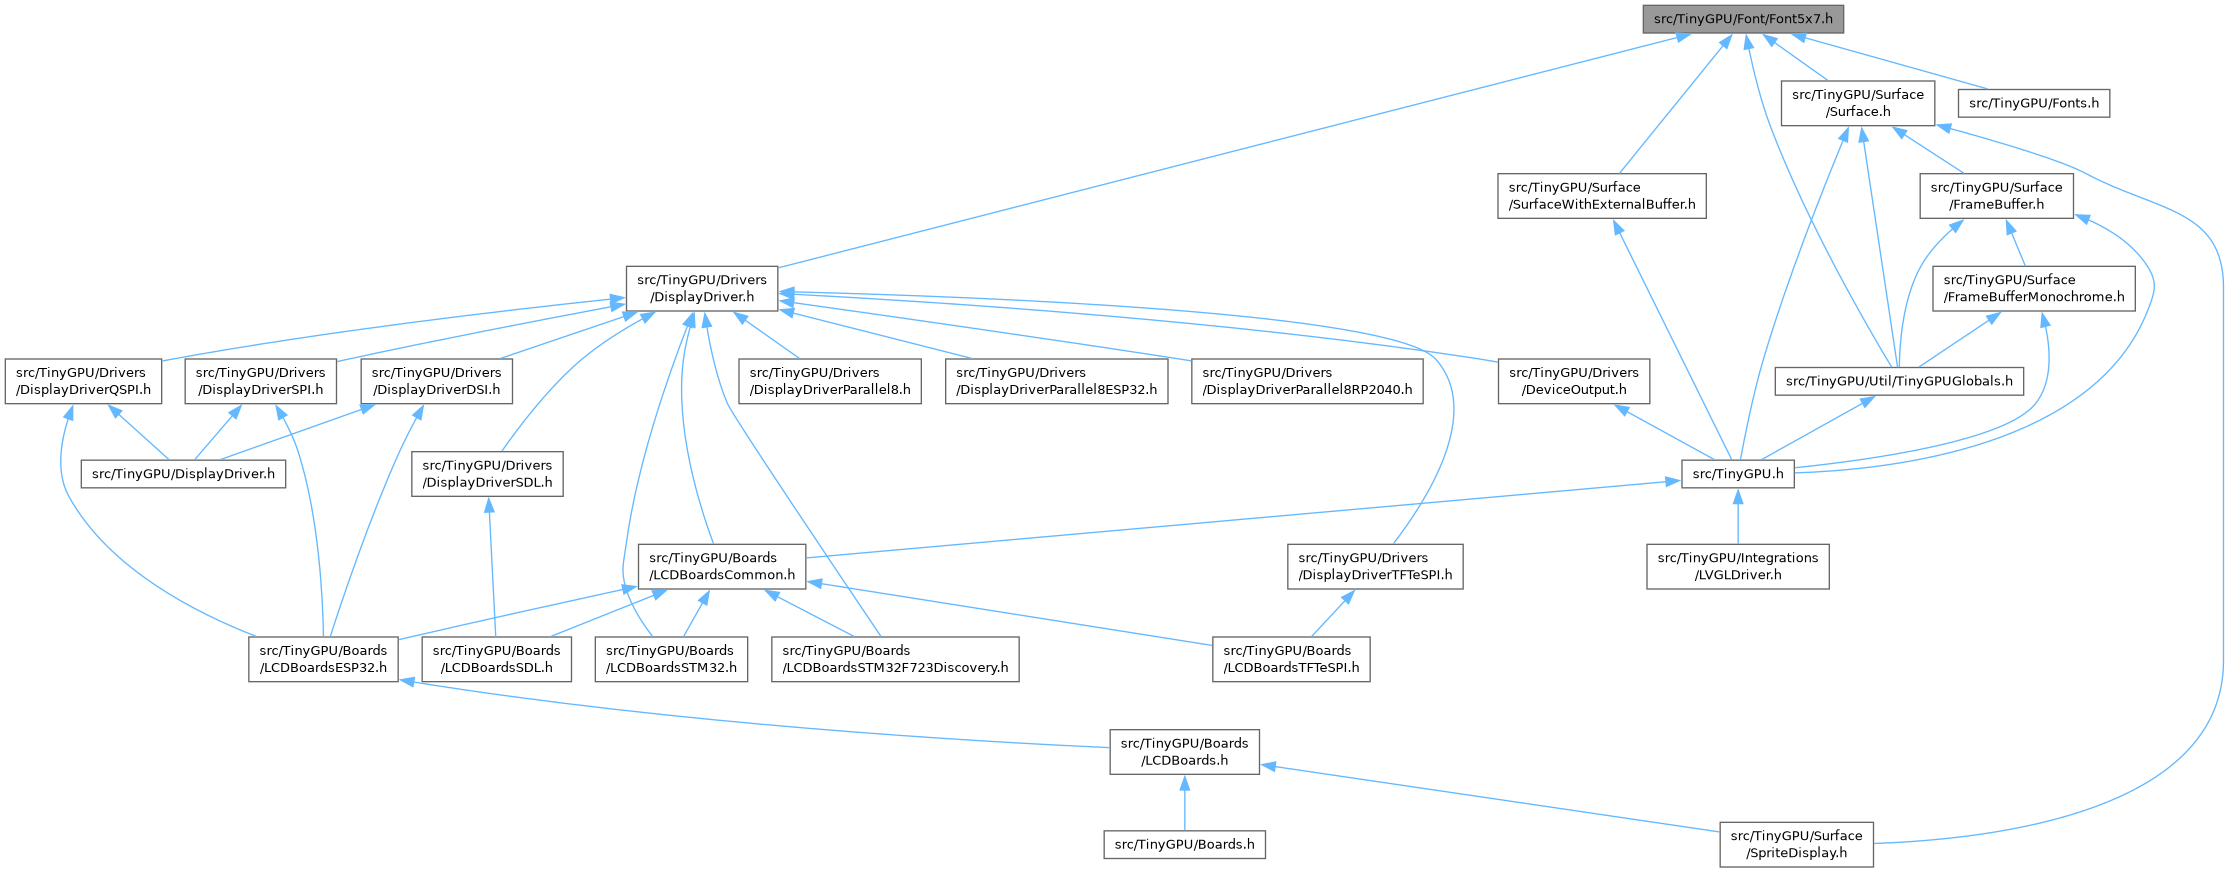 src/TinyGPU/Font/Font5x7.h
src/TinyGPU/Surface
/Surface.h
src/TinyGPU/Fonts.h
src/TinyGPU/Surface
/SurfaceWithExternalBuffer.h
src/TinyGPU/Surface
/FrameBuffer.h
src/TinyGPU/Drivers
/DisplayDriver.h
src/TinyGPU/Surface
/FrameBufferMonochrome.h
src/TinyGPU/Drivers
/DisplayDriverQSPI.h
src/TinyGPU/Drivers
/DisplayDriverSPI.h
src/TinyGPU/Drivers
/DisplayDriverDSI.h
src/TinyGPU/Drivers
/DisplayDriverParallel8.h
src/TinyGPU/Drivers
/DisplayDriverParallel8ESP32.h
src/TinyGPU/Drivers
/DisplayDriverParallel8RP2040.h
src/TinyGPU/Drivers
/DeviceOutput.h
src/TinyGPU/Util/TinyGPUGlobals.h
src/TinyGPU/DisplayDriver.h
src/TinyGPU/Drivers
/DisplayDriverSDL.h
src/TinyGPU.h
src/TinyGPU/Boards
/LCDBoardsCommon.h
src/TinyGPU/Drivers
/DisplayDriverTFTeSPI.h
src/TinyGPU/Integrations
/LVGLDriver.h
src/TinyGPU/Boards
/LCDBoardsESP32.h
src/TinyGPU/Boards
/LCDBoardsSDL.h
src/TinyGPU/Boards
/LCDBoardsSTM32.h
src/TinyGPU/Boards
/LCDBoardsSTM32F723Discovery.h
src/TinyGPU/Boards
/LCDBoardsTFTeSPI.h
src/TinyGPU/Boards
/LCDBoards.h
src/TinyGPU/Boards.h
src/TinyGPU/Surface
/SpriteDisplay.h